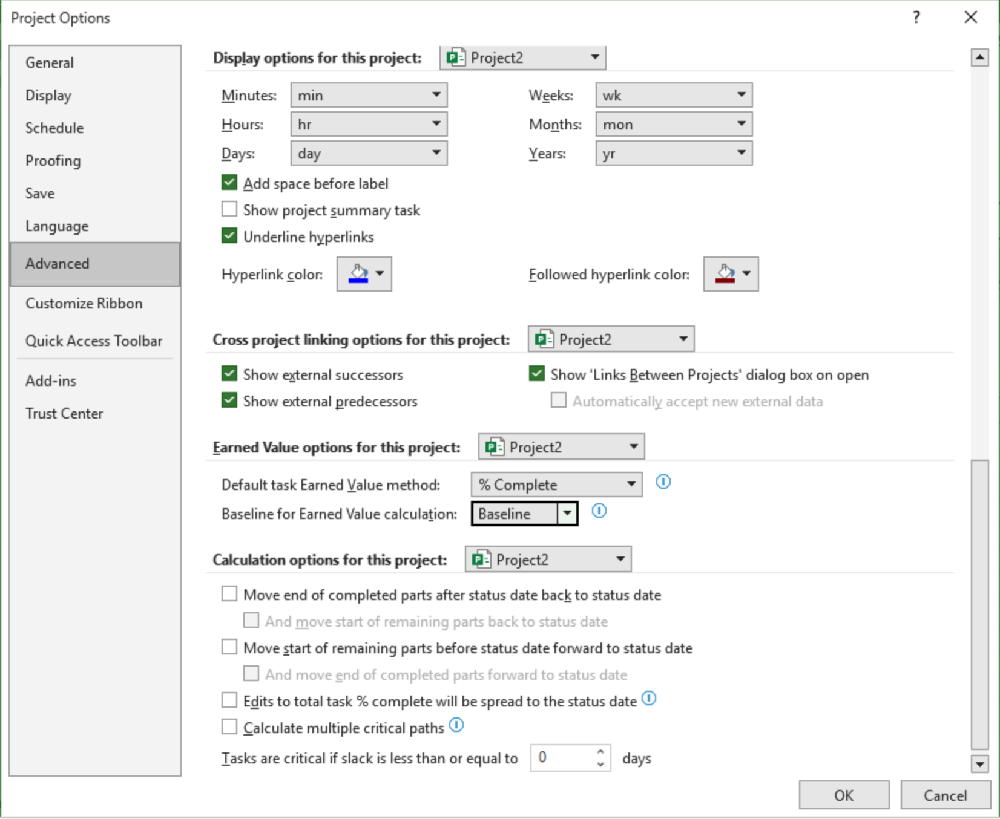 Project Options
?
General
Display
Schedule
Proofing
Save
Language
Advanced
Customize Ribbon
Quick Access Toolbar
Add-ins
Trust Center
Display options for this project: Project2
Minutes: min Weeks: wk
Hours: hr Months: mon
Days: day Years: yr
Add space before label
Show project summary task
Underline hyperlinks
Hyperlink color: Followed hyperlink color:
Cross project linking options for this project: Project2
Show external successors Show 'Links Between Projects' dialog box on open
Show external predecessors Automatically accept new external data
Earned Value options for this project: Project2
Default task Earned Value method: % Complete
Baseline for Earned Value calculation: Baseline
Calculation options for this project: Project2
Move end of completed parts after status date back to status date
And move start of remaining parts back to status date
Move start of remaining parts before status date forward to status date
And move end of completed parts forward to status date
Edits to total task % complete will be spread to the status date
Calculate multiple critical paths
Tasks are critical if slack is less than or equal to 0 days
OK Cancel